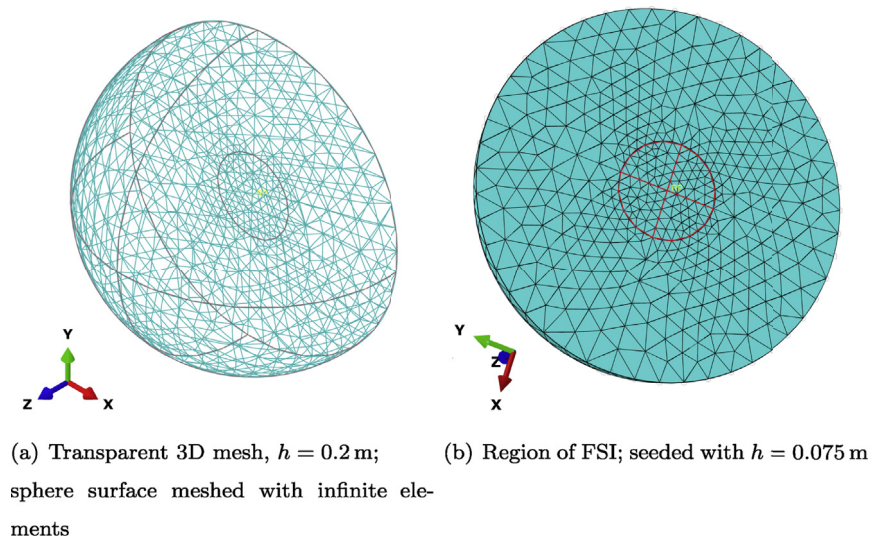 Y
Z
X
Y
Z
X
(a) Transparent 3D mesh, h = 0.2 m;
sphere surface meshed with infinite ele-
ments
(b) Region of FSI; seeded with h = 0.075 m